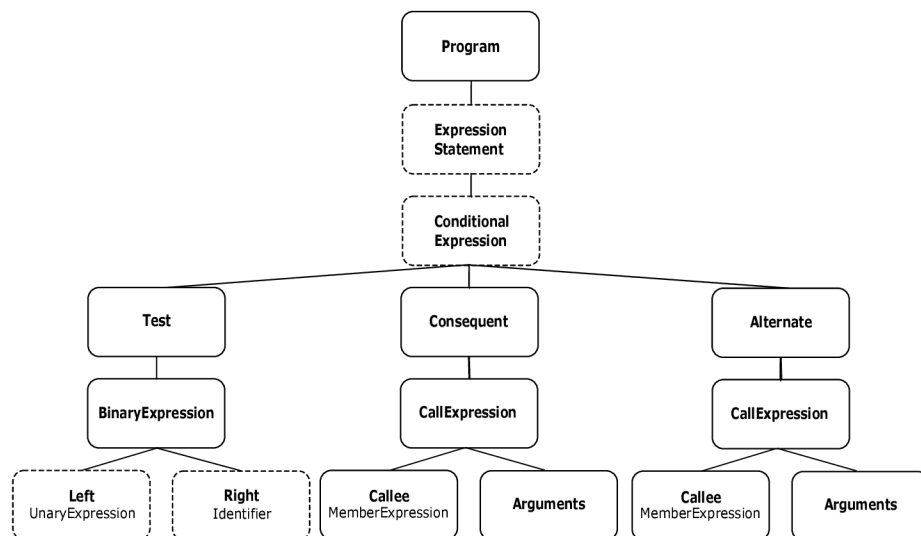 Program
Expression
Statement
Conditional
Expression
Test
Consequent
Alternate
BinaryExpression
CallExpression
CallExpression
Left
UnaryExpression
Right
Identifier
Callee
MemberExpression
Arguments
Callee
MemberExpression
Arguments